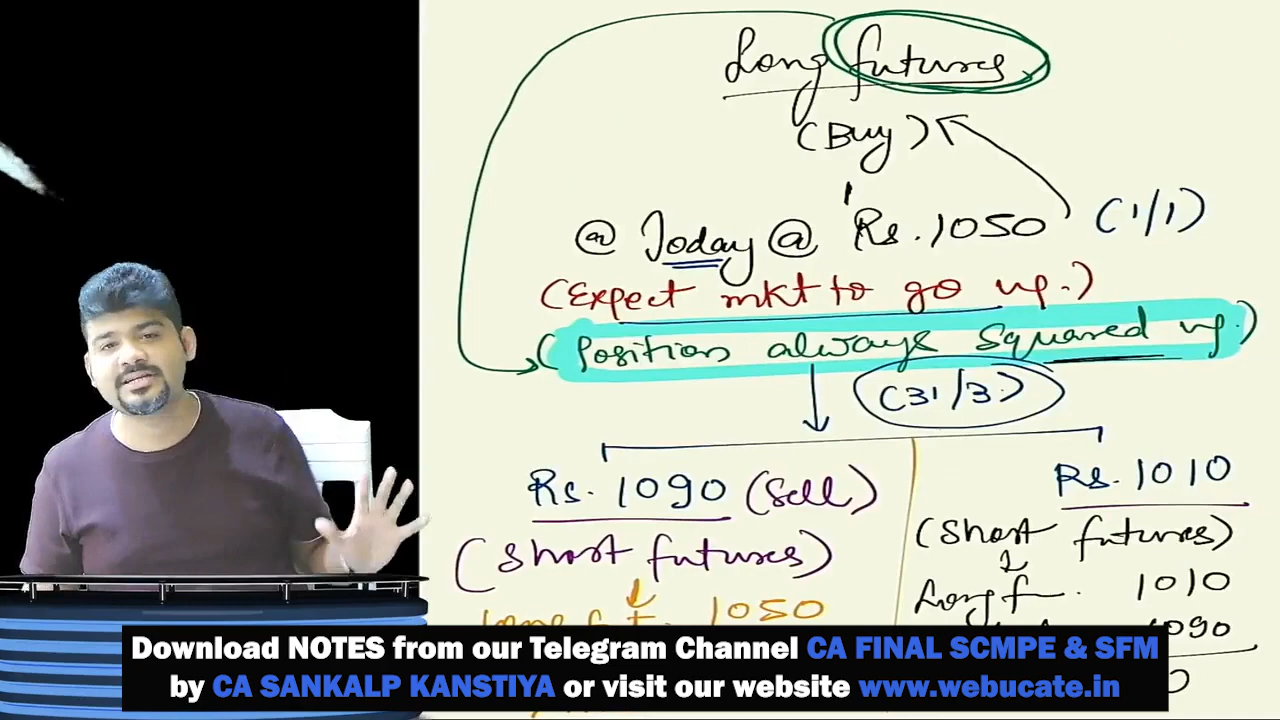 Long futures
(Buy)
@ Today @ Rs. 1050 (1/1)
(Expect mkt to go up.)
(Position always squared up.)
(31/3)
Rs. 1090 (Sell)
(Short futures)
1050
Rs. 1010
(Short futures)
Long f. 1010
1090
0
Download NOTES from our Telegram Channel CA FINAL SCMPE & SFM
by CA SANKALP KANSTIYA or visit our website www.webucate.in